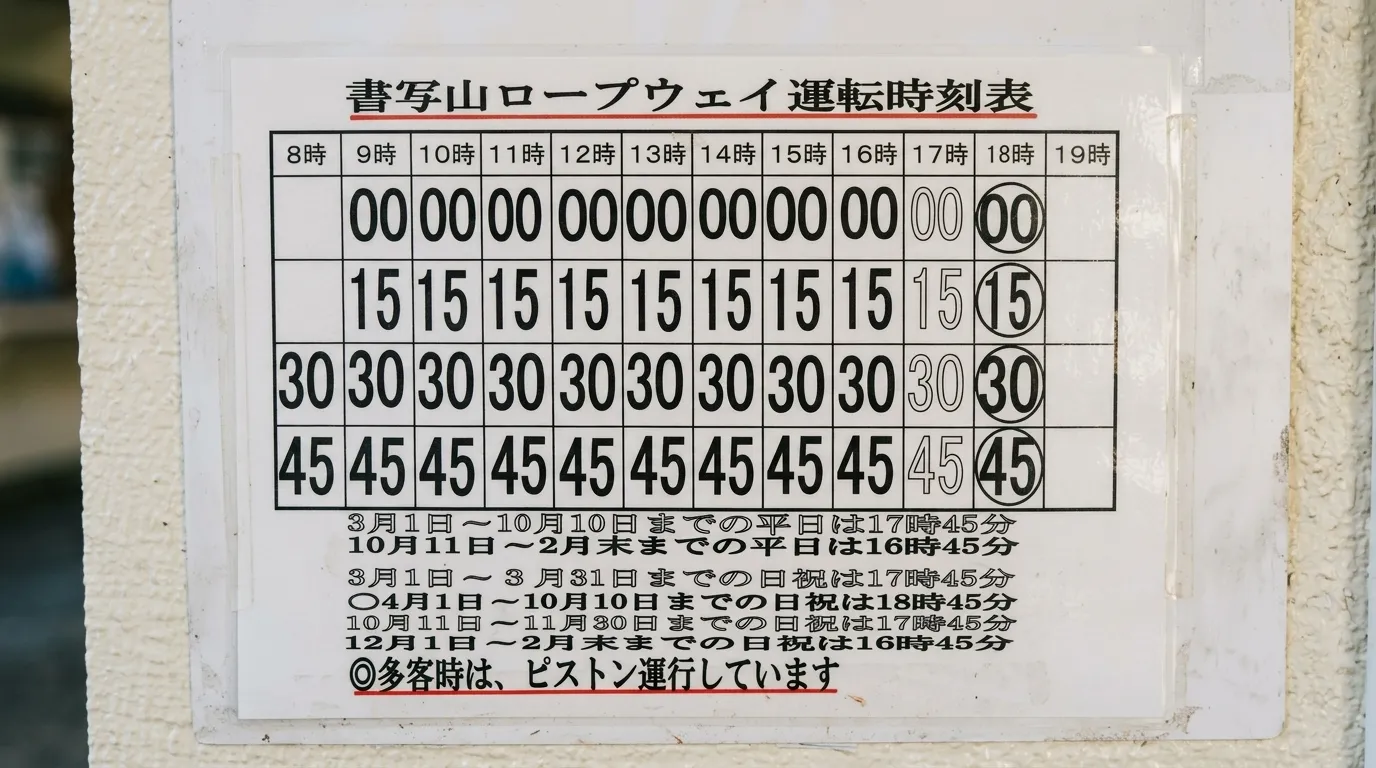 書写山ロープウェイ運転時刻表
8時 9時 10時 11時 12時 13時 14時 15時 16時 17時 18時 19時
00 00 00 00 00 00 00 00 00 00
15 15 15 15 15 15 15 15 15 15
30 30 30 30 30 30 30 30 30 30 30
45 45 45 45 45 45 45 45 45 45 45
3月1日～10月10日までの平日は17時45分
10月11日～2月末までの平日は16時45分
3月1日～3月31日までの日祝は17時45分
○4月1日～10月10日までの日祝は18時45分
10月11日～11月30日までの日祝は17時45分
12月1日～2月末までの日祝は16時45分
◎多客時は、ピストン運行しています